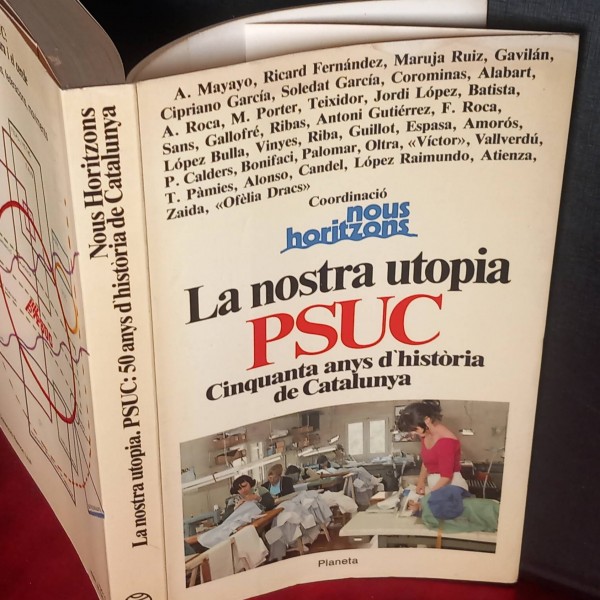 A. Mayayo, Ricard Fernández, Maruja Ruiz, Gavilán,
Cipriano García, Soledat García, Corominas, Alabart,
A. Roca, M. Porter, Teixidor, Jordi López, Batista,
Sans, Gallofré, Ribas, Antoni Gutiérrez, F. Roca,
López Bulla, Vinyes, Riba, Guillot, Espasa, Amorós,
P. Calders, Bonifaci, Palomar, Oltra, «Víctor», Vallverdú,
T. Pàmies, Alonso, Candel, López Raimundo, Atienza,
Zaida, «Ofèlia Dracs»
Coordinació
nous
horitzons
La nostra utopia
PSUC
Cinquanta anys d'història
de Catalunya
Planeta
Nous Horitzons
La nostra utopia. PSUC: 50 anys d'història de Catalunya